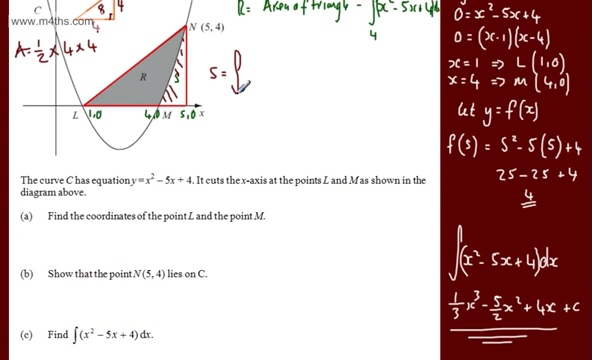 www.m4ths.com
8
4
4
A = 1/2 × 4 × 4
R = Area of triangle - ∫ (x² - 5x + 4)
4
C
N (5, 4)
R
S
S = ∫
L 1,0 4,0 M 5,0 x
The curve C has equation y = x² − 5x + 4. It cuts the x-axis at the points L and M as shown in the
diagram above.
(a) Find the coordinates of the point L and the point M.
(b) Show that the point N(5, 4) lies on C.
(c) Find ∫(x² − 5x + 4) dx.
0 = x² - 5x + 4
0 = (x-1)(x-4)
x = 1 ⇒ L (1,0)
x = 4 ⇒ M (4,0)
let y = f(x)
f(5) = 5² - 5(5) + 4
25 - 25 + 4
4
∫(x² - 5x + 4) dx
1/3 x³ - 5/2 x² + 4x + c